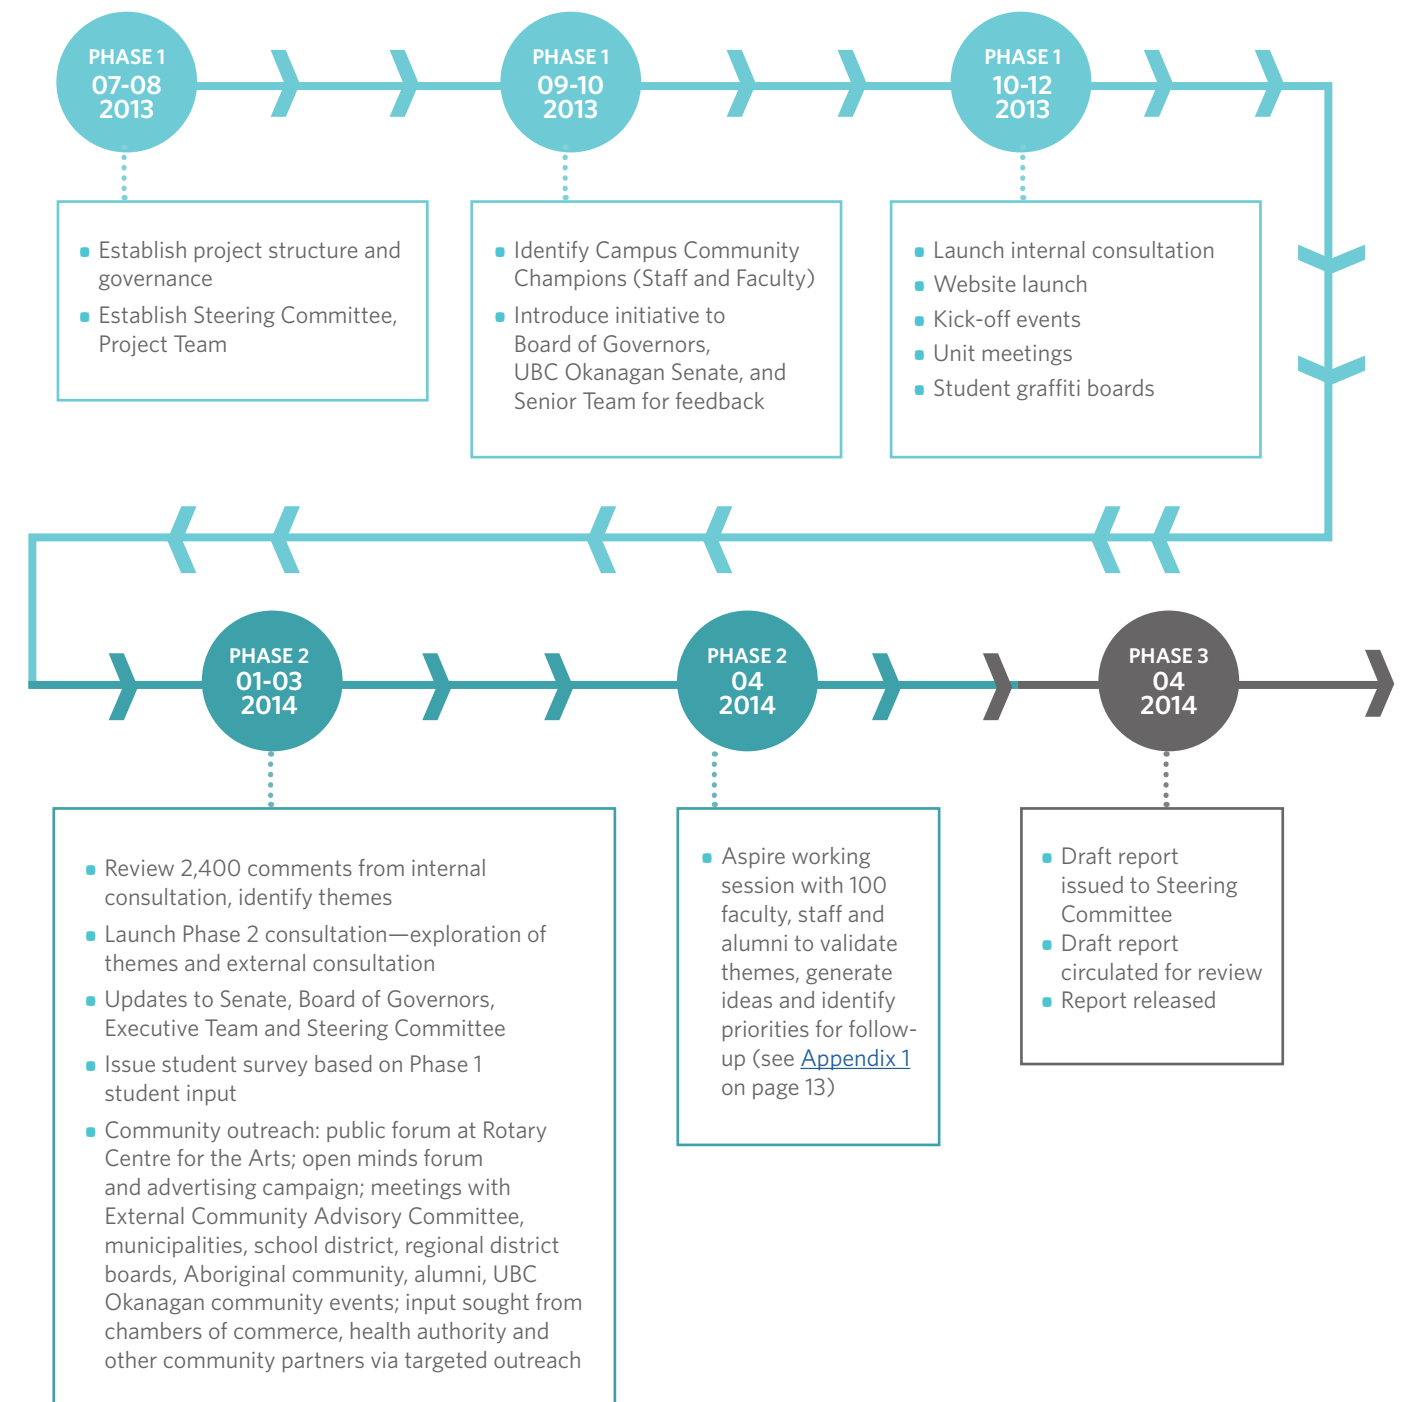 PHASE 1
07-08
2013
PHASE 1
09-10
2013
PHASE 1
10-12
2013
Establish project structure and
governance
Establish Steering Committee,
Project Team
Identify Campus Community
Champions (Staff and Faculty)
Introduce initiative to
Board of Governors,
UBC Okanagan Senate, and
Senior Team for feedback
Launch internal consultation
Website launch
Kick-off events
Unit meetings
Student graffiti boards
PHASE 2
01-03
2014
PHASE 2
04
2014
PHASE 3
04
2014
Review 2,400 comments from internal
consultation, identify themes
Launch Phase 2 consultation—exploration of
themes and external consultation
Updates to Senate, Board of Governors,
Executive Team and Steering Committee
Issue student survey based on Phase 1
student input
Community outreach: public forum at Rotary
Centre for the Arts; open minds forum
and advertising campaign; meetings with
External Community Advisory Committee,
municipalities, school district, regional district
boards, Aboriginal community, alumni, UBC
Okanagan community events; input sought from
chambers of commerce, health authority and
other community partners via targeted outreach
Aspire working
session with 100
faculty, staff and
alumni to validate
themes, generate
ideas and identify
priorities for follow-
up (see Appendix 1
on page 13)
Draft report
issued to Steering
Committee
Draft report
circulated for review
Report released